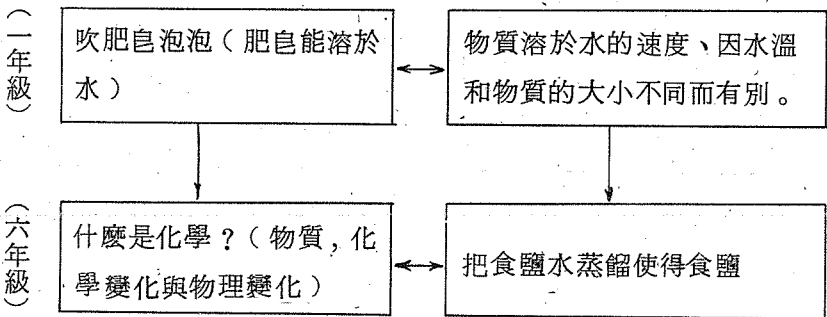 （一年級）
吹肥皂泡泡（肥皂能溶於
水）
物質溶於水的速度、因水溫
和物質的大小不同而有別。
（六年級）
什麼是化學？（物質，化
學變化與物理變化）
把食鹽水蒸餾使得食鹽